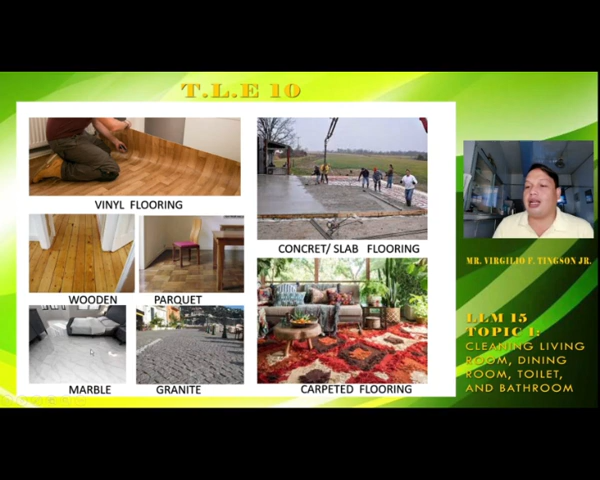 T.L.E 10
VINYL FLOORING
CONCRET/ SLAB FLOORING
WOODEN
PARQUET
MARBLE
GRANITE
CARPETED FLOORING
MR. VIRGILIO F. TINGSON JR.
LLM 15
TOPIC 1:
CLEANING LIVING
ROOM, DINING
ROOM, TOILET,
AND BATHROOM